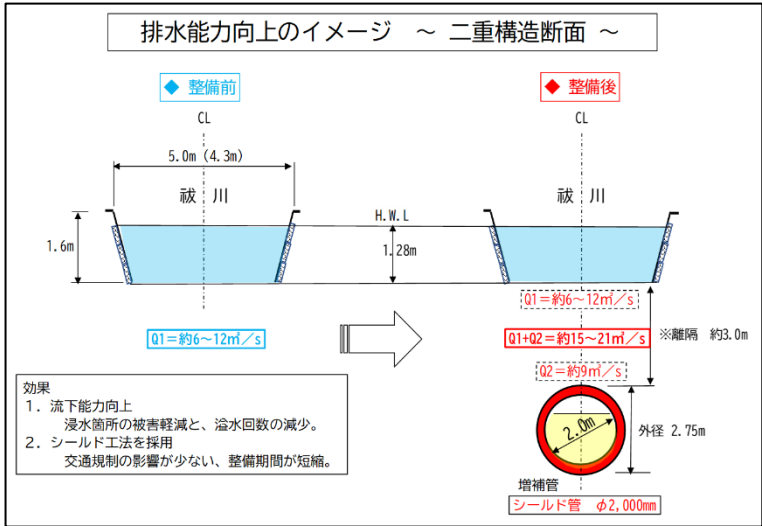 排水能力向上のイメージ ～ 二重構造断面 ～
◆ 整備前
CL
5.0m (4.3m)
祓 川
1.6m
Q1=約6～12㎥/s
H.W.L
1.28m
◆ 整備後
CL
祓 川
Q1=約6～12㎥/s
Q1+Q2=約15～21㎥/s
Q2=約9㎥/s
※離隔 約3.0m
2.0m
外径 2.75m
増補管
シールド管 φ2,000mm
効果
1. 流下能力向上
浸水箇所の被害軽減と、溢水回数の減少。
2. シールド工法を採用
交通規制の影響が少ない、整備期間が短縮。